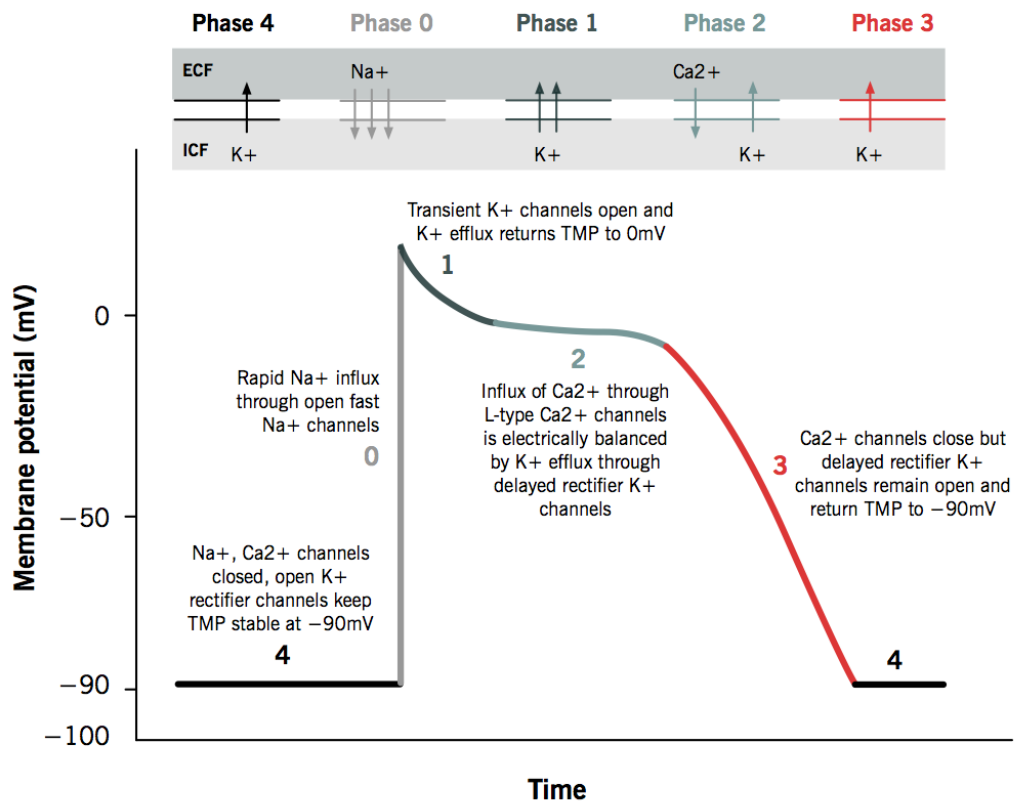 Phase 4 Phase 0 Phase 1 Phase 2 Phase 3
ECF Na+ Ca2+
ICF K+ K+ K+ K+
Transient K+ channels open and
K+ efflux returns TMP to 0mV
1
Membrane potential (mV)
0
−50
−90
−100
Rapid Na+ influx
through open fast
Na+ channels
0
2
Influx of Ca2+ through
L-type Ca2+ channels
is electrically balanced
by K+ efflux through
delayed rectifier K+
channels
3
Ca2+ channels close but
delayed rectifier K+
channels remain open and
return TMP to −90mV
Na+, Ca2+ channels
closed, open K+
rectifier channels keep
TMP stable at −90mV
4
4
Time